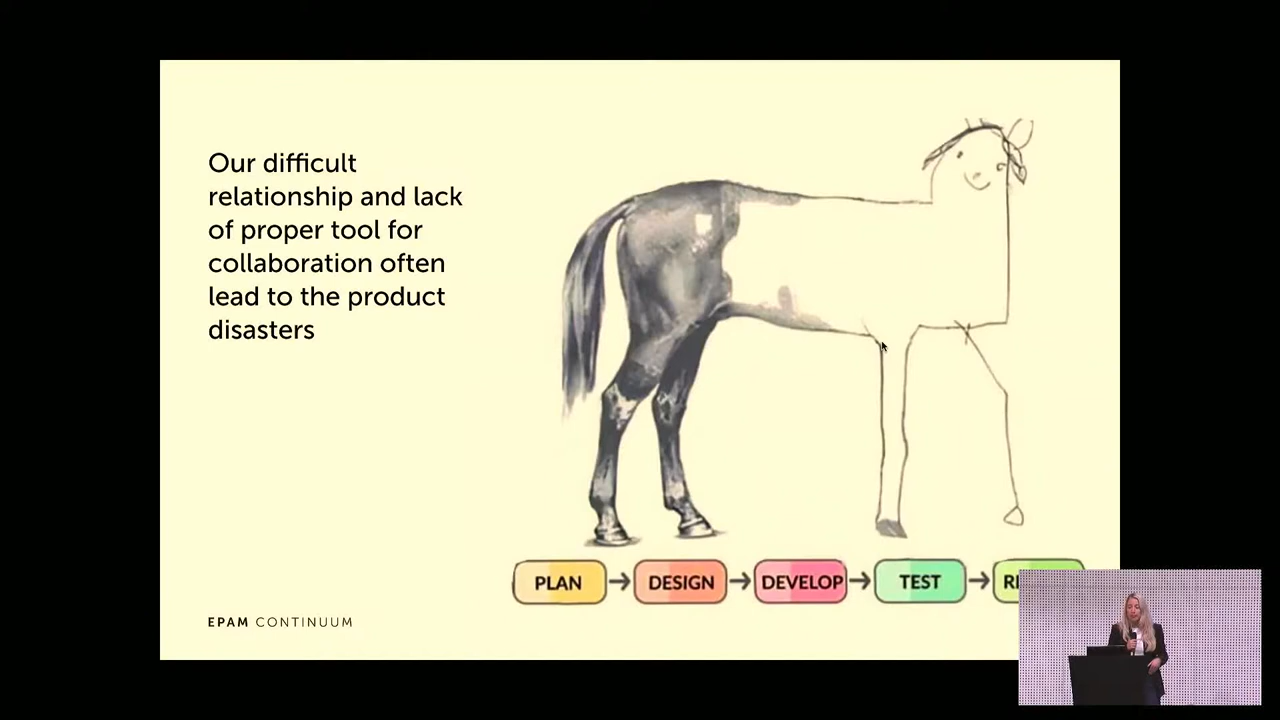 Our difficult
relationship and lack
of proper tool for
collaboration often
lead to the product
disasters
PLAN
DESIGN
DEVELOP
TEST
EPAM CONTINUUM